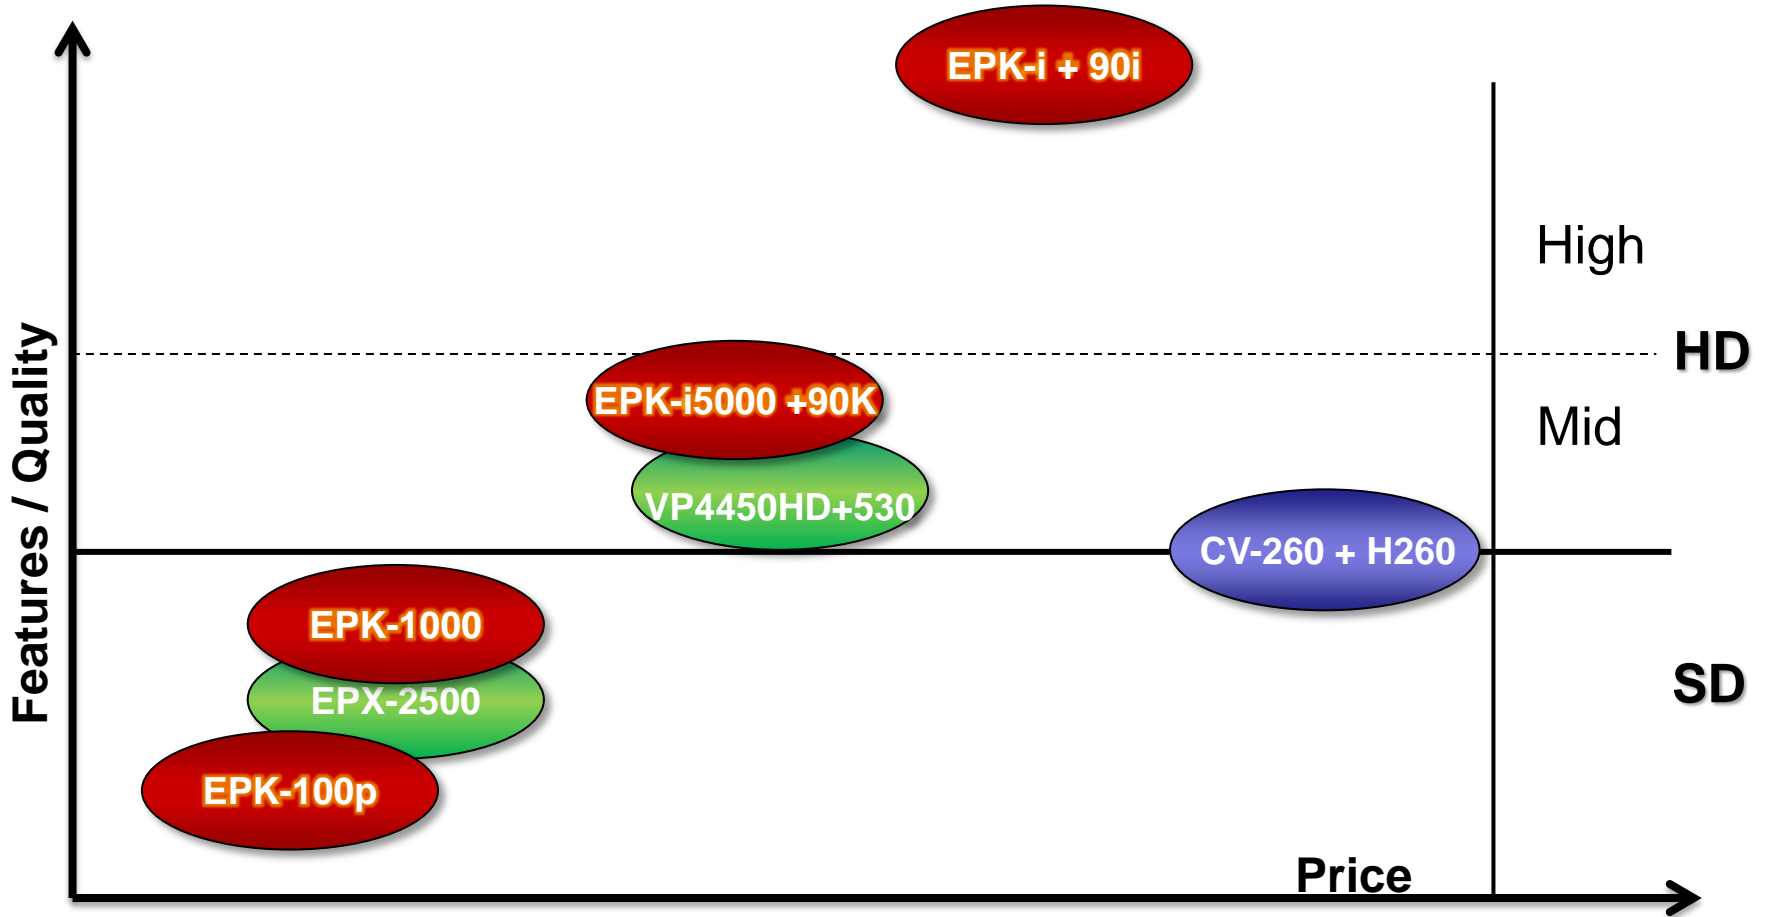 EPK-i + 90i
High
HD
EPK-i5000 +90K
Mid
VP4450HD+530
CV-260 + H260
Features / Quality
EPK-1000
SD
EPX-2500
EPK-100p
Price